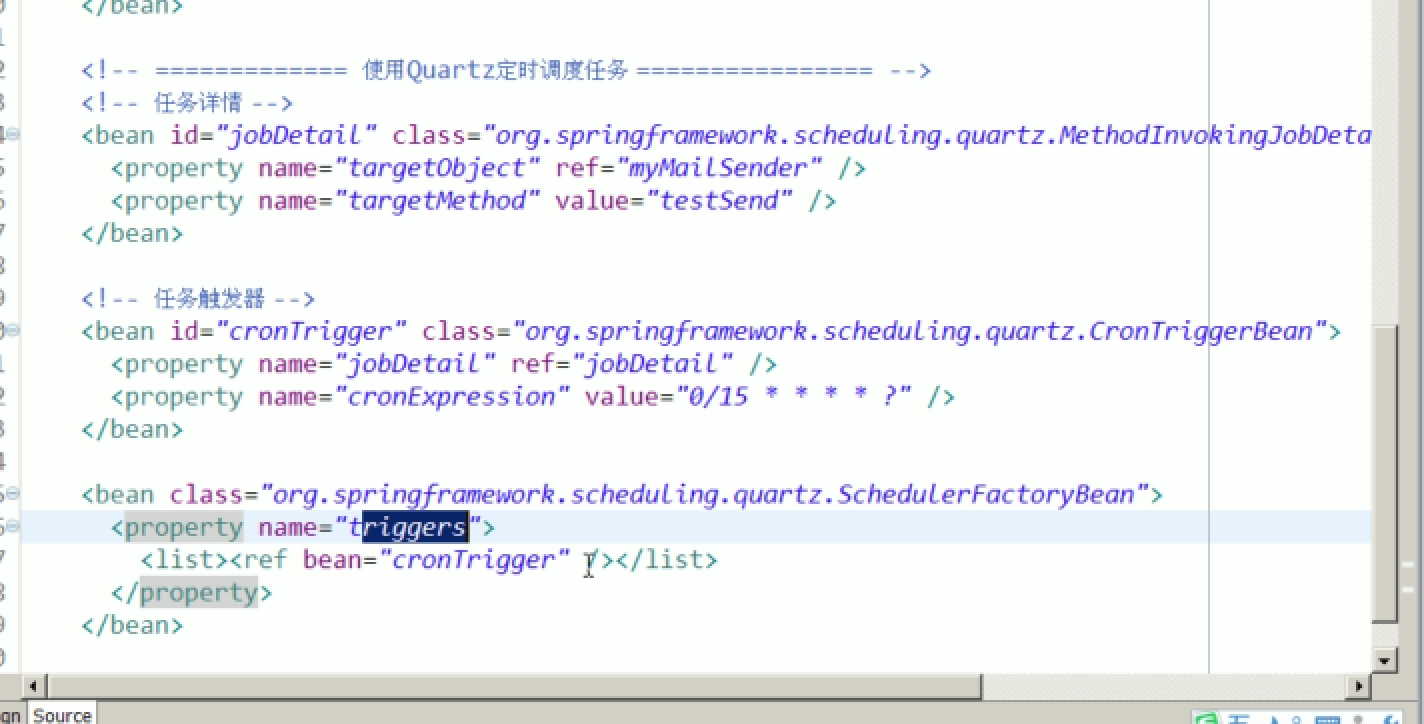 </bean>
<!-- ============= 使用Quartz定时调度任务 ================ -->
<!-- 任务详情 -->
<bean id="jobDetail" class="org.springframework.scheduling.quartz.MethodInvokingJobDeta
<property name="targetObject" ref="myMailSender" />
<property name="targetMethod" value="testSend" />
</bean>
<!-- 任务触发器 -->
<bean id="cronTrigger" class="org.springframework.scheduling.quartz.CronTriggerBean">
<property name="jobDetail" ref="jobDetail" />
<property name="cronExpression" value="0/15 * * * * ?" />
</bean>
<bean class="org.springframework.scheduling.quartz.SchedulerFactoryBean">
<property name="triggers">
<list><ref bean="cronTrigger" /></list>
</property>
</bean>
Source